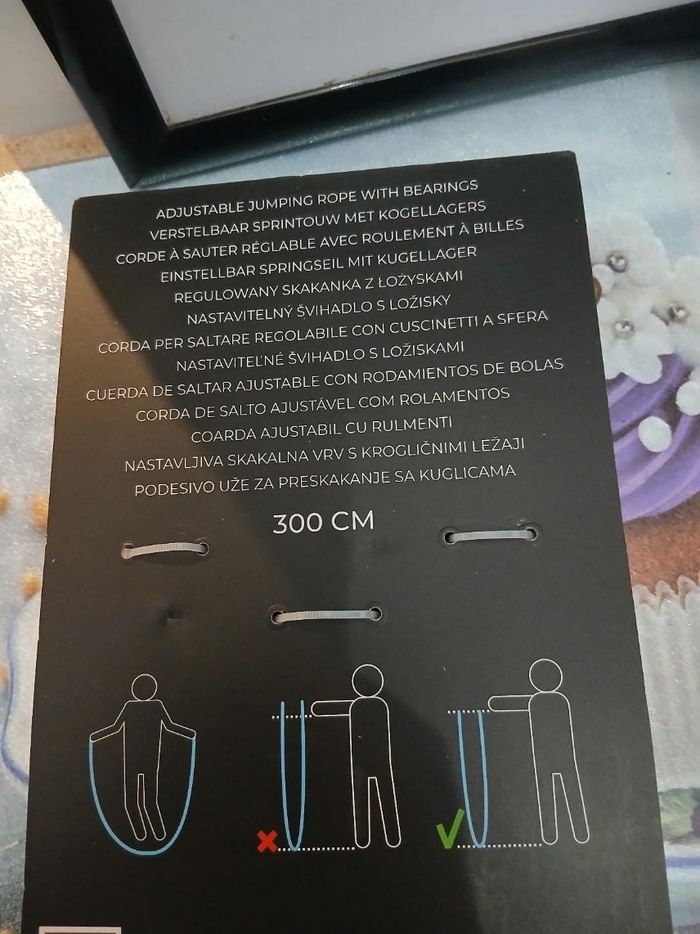 ADJUSTABLE JUMPING ROPE WITH BEARINGS
VERSTELBAAR SPRINTOUW MET KOGELLAGERS
CORDE À SAUTER RÉGLABLE AVEC ROULEMENT À BILLES
EINSTELLBAR SPRINGSEIL MIT KUGELLAGER
REGULOWANY SKAKANKA Z ŁOŻYSKAMI
NASTAVITELNÝ ŠVIHADLO S LOŽISKY
CORDA PER SALTARE REGOLABILE CON CUSCINETTI A SFERA
NASTAVITEĽNÉ ŠVIHADLO S LOŽISKAMI
CUERDA DE SALTAR AJUSTABLE CON RODAMIENTOS DE BOLAS
CORDA DE SALTO AJUSTÁVEL COM ROLAMENTOS
COARDA AJUSTABIL CU RULMENTI
NASTAVLJIVA SKAKALNA VRV S KROGLIČNIMI LEŽAJI
PODESIVO UŽE ZA PRESKAKANJE SA KUGLICAMA
300 CM